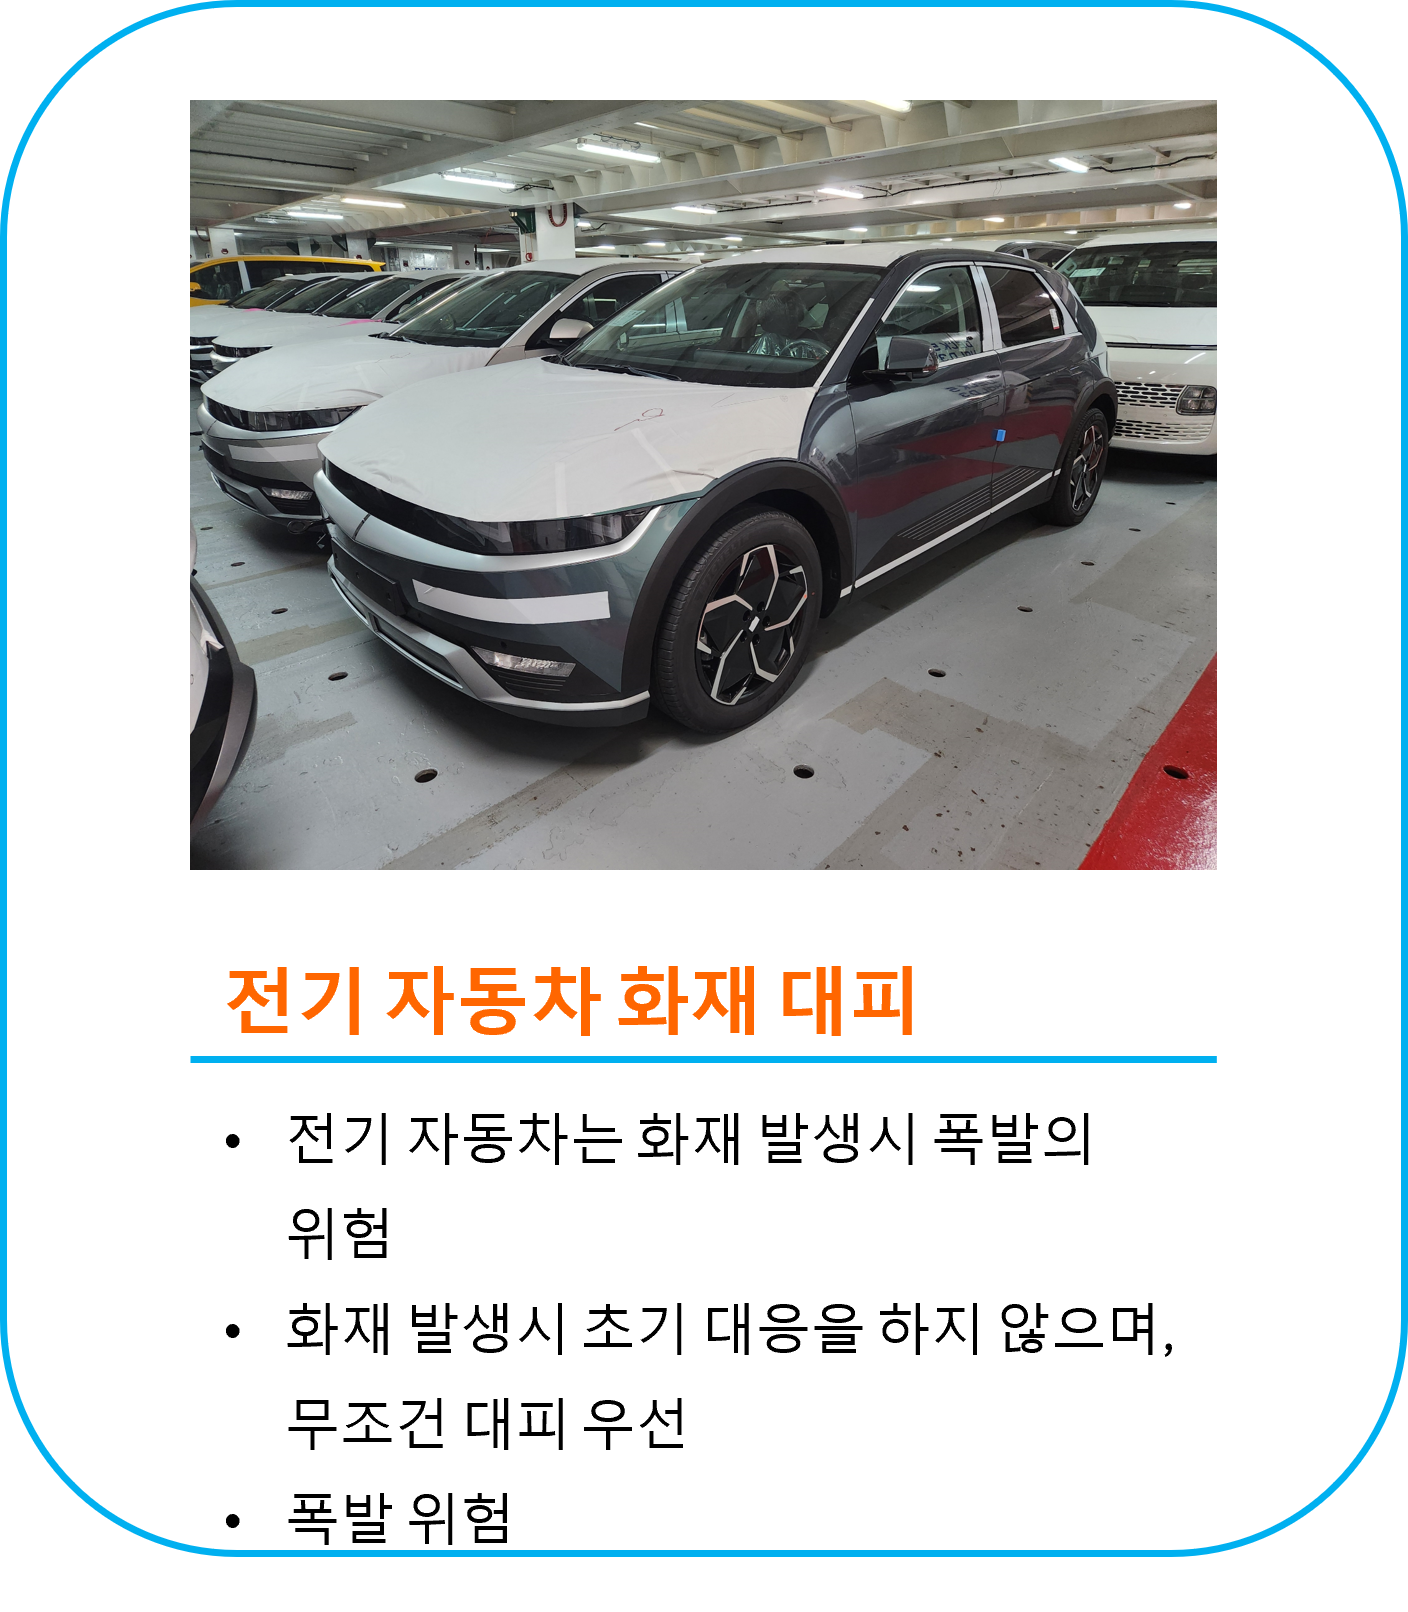 전기 자동차 화재 대피
• 전기 자동차는 화재 발생시 폭발의
위험
• 화재 발생시 초기 대응을 하지 않으며,
무조건 대피 우선
• 폭발 위험